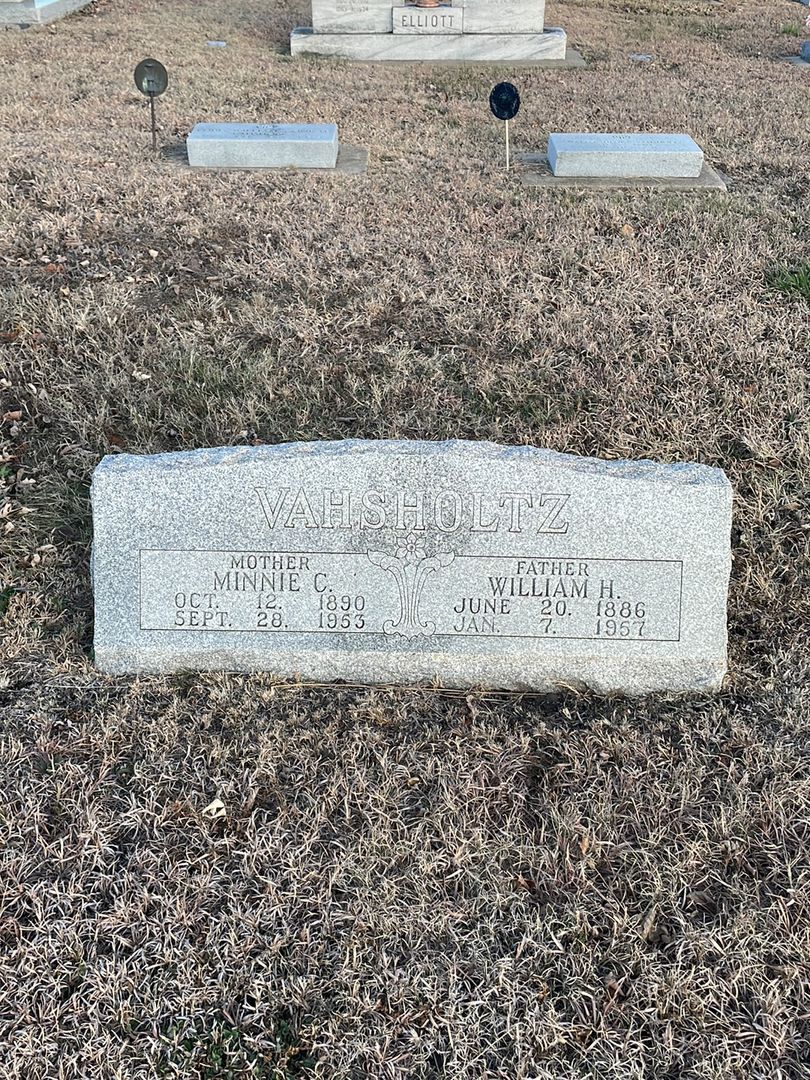 ELLIOTT
VAHSHOLTZ
MOTHER
MINNIE C.
OCT. 12. 1890
SEPT. 28. 1953
FATHER
WILLIAM H.
JUNE 20. 1886
JAN. 7. 1957